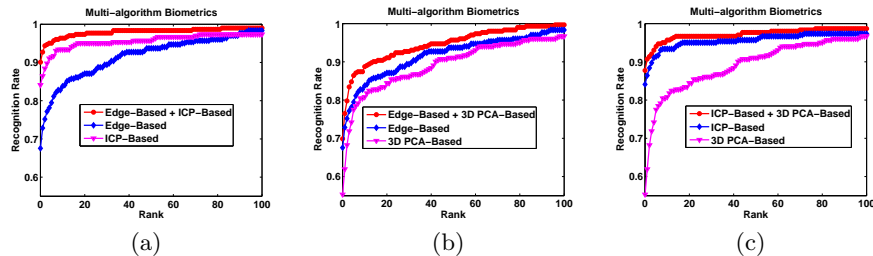 Multi-algorithm Biometrics
1
0.9
0.8
0.7
0.6
Recognition Rate
Edge-Based + ICP-Based
Edge-Based
ICP-Based
0 20 40 60 80 100
Rank
(a)
Multi-algorithm Biometrics
1
0.9
0.8
0.7
0.6
Recognition Rate
Edge-Based + 3D PCA-Based
Edge-Based
3D PCA-Based
0 20 40 60 80 100
Rank
(b)
Multi-algorithm Biometrics
1
0.9
0.8
0.7
0.6
Recognition Rate
ICP-Based + 3D PCA-Based
ICP-Based
3D PCA-Based
0 20 40 60 80 100
Rank
(c)